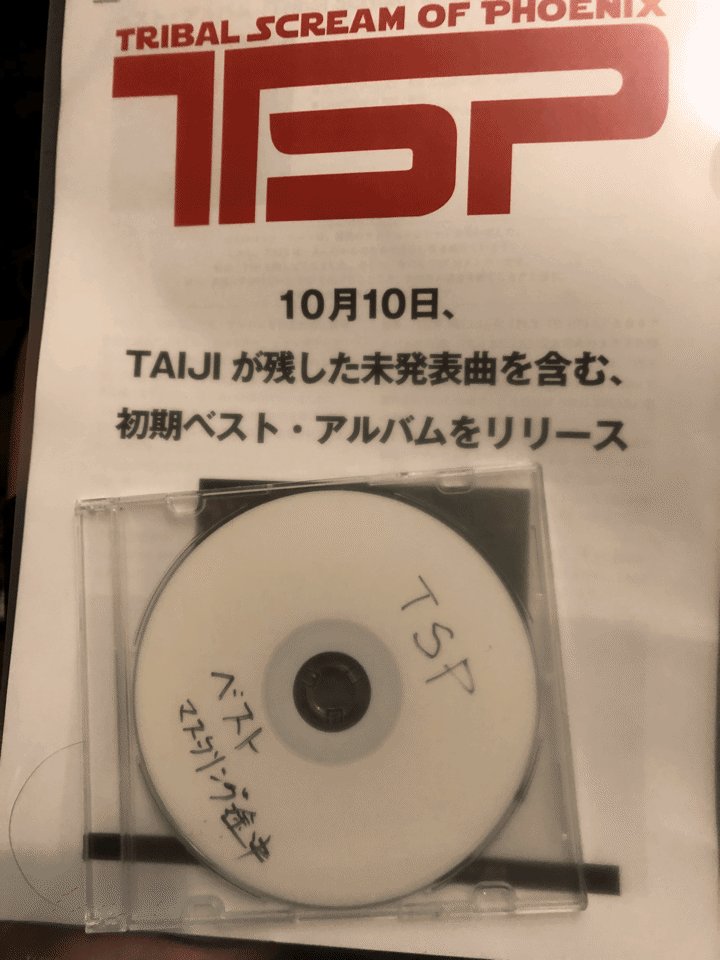 TRIBAL SCREAM OF PHOENIX
TSP
10月10日、
TAIJI が残した未発表曲を含む、
初期ベスト・アルバムをリリース
TSP
ベスト
マスタリング途中